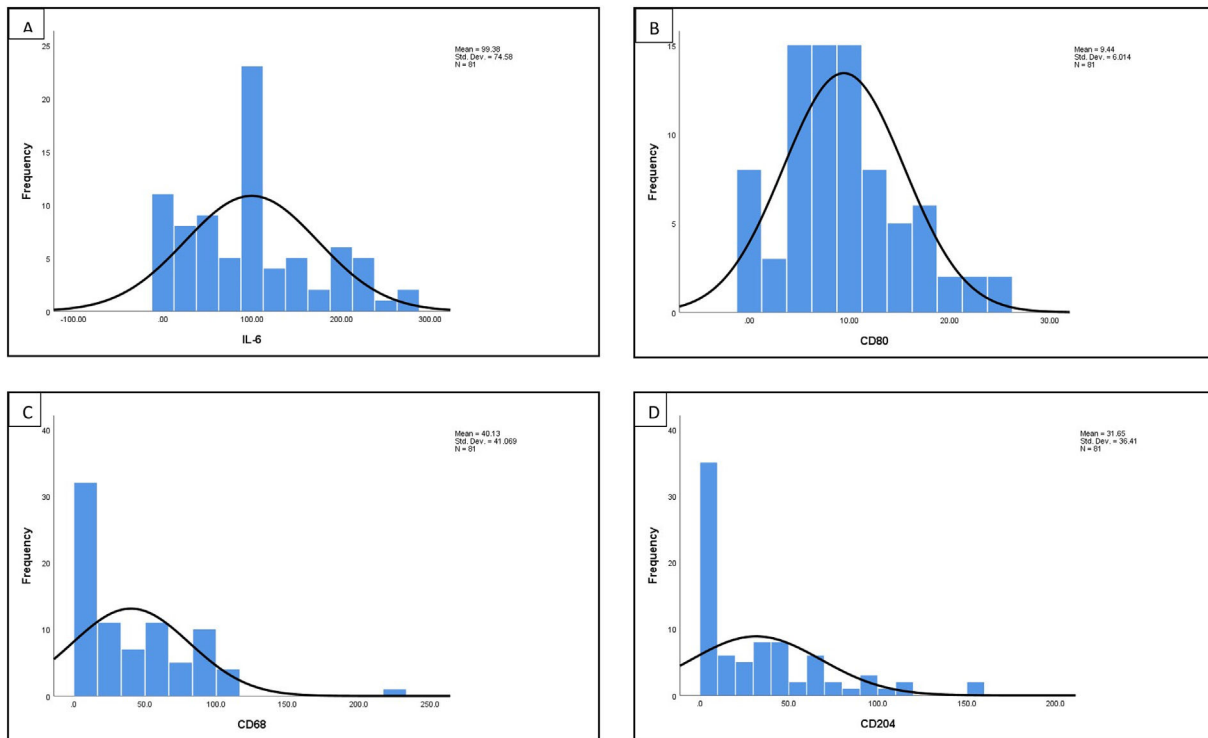 A
Mean = 99.38
Std. Dev. = 74.58
N = 81
Frequency
25
20
15
10
5
0
-100.00 .00 100.00 200.00 300.00
IL-6
B
Mean = 9.44
Std. Dev. = 6.014
N = 81
Frequency
15
10
5
0
.00 10.00 20.00 30.00
CD80
C
Mean = 40.13
Std. Dev. = 41.069
N = 81
Frequency
40
30
20
10
0
.0 50.0 100.0 150.0 200.0 250.0
CD68
D
Mean = 31.65
Std. Dev. = 36.41
N = 81
Frequency
40
30
20
10
0
.0 50.0 100.0 150.0 200.0
CD204